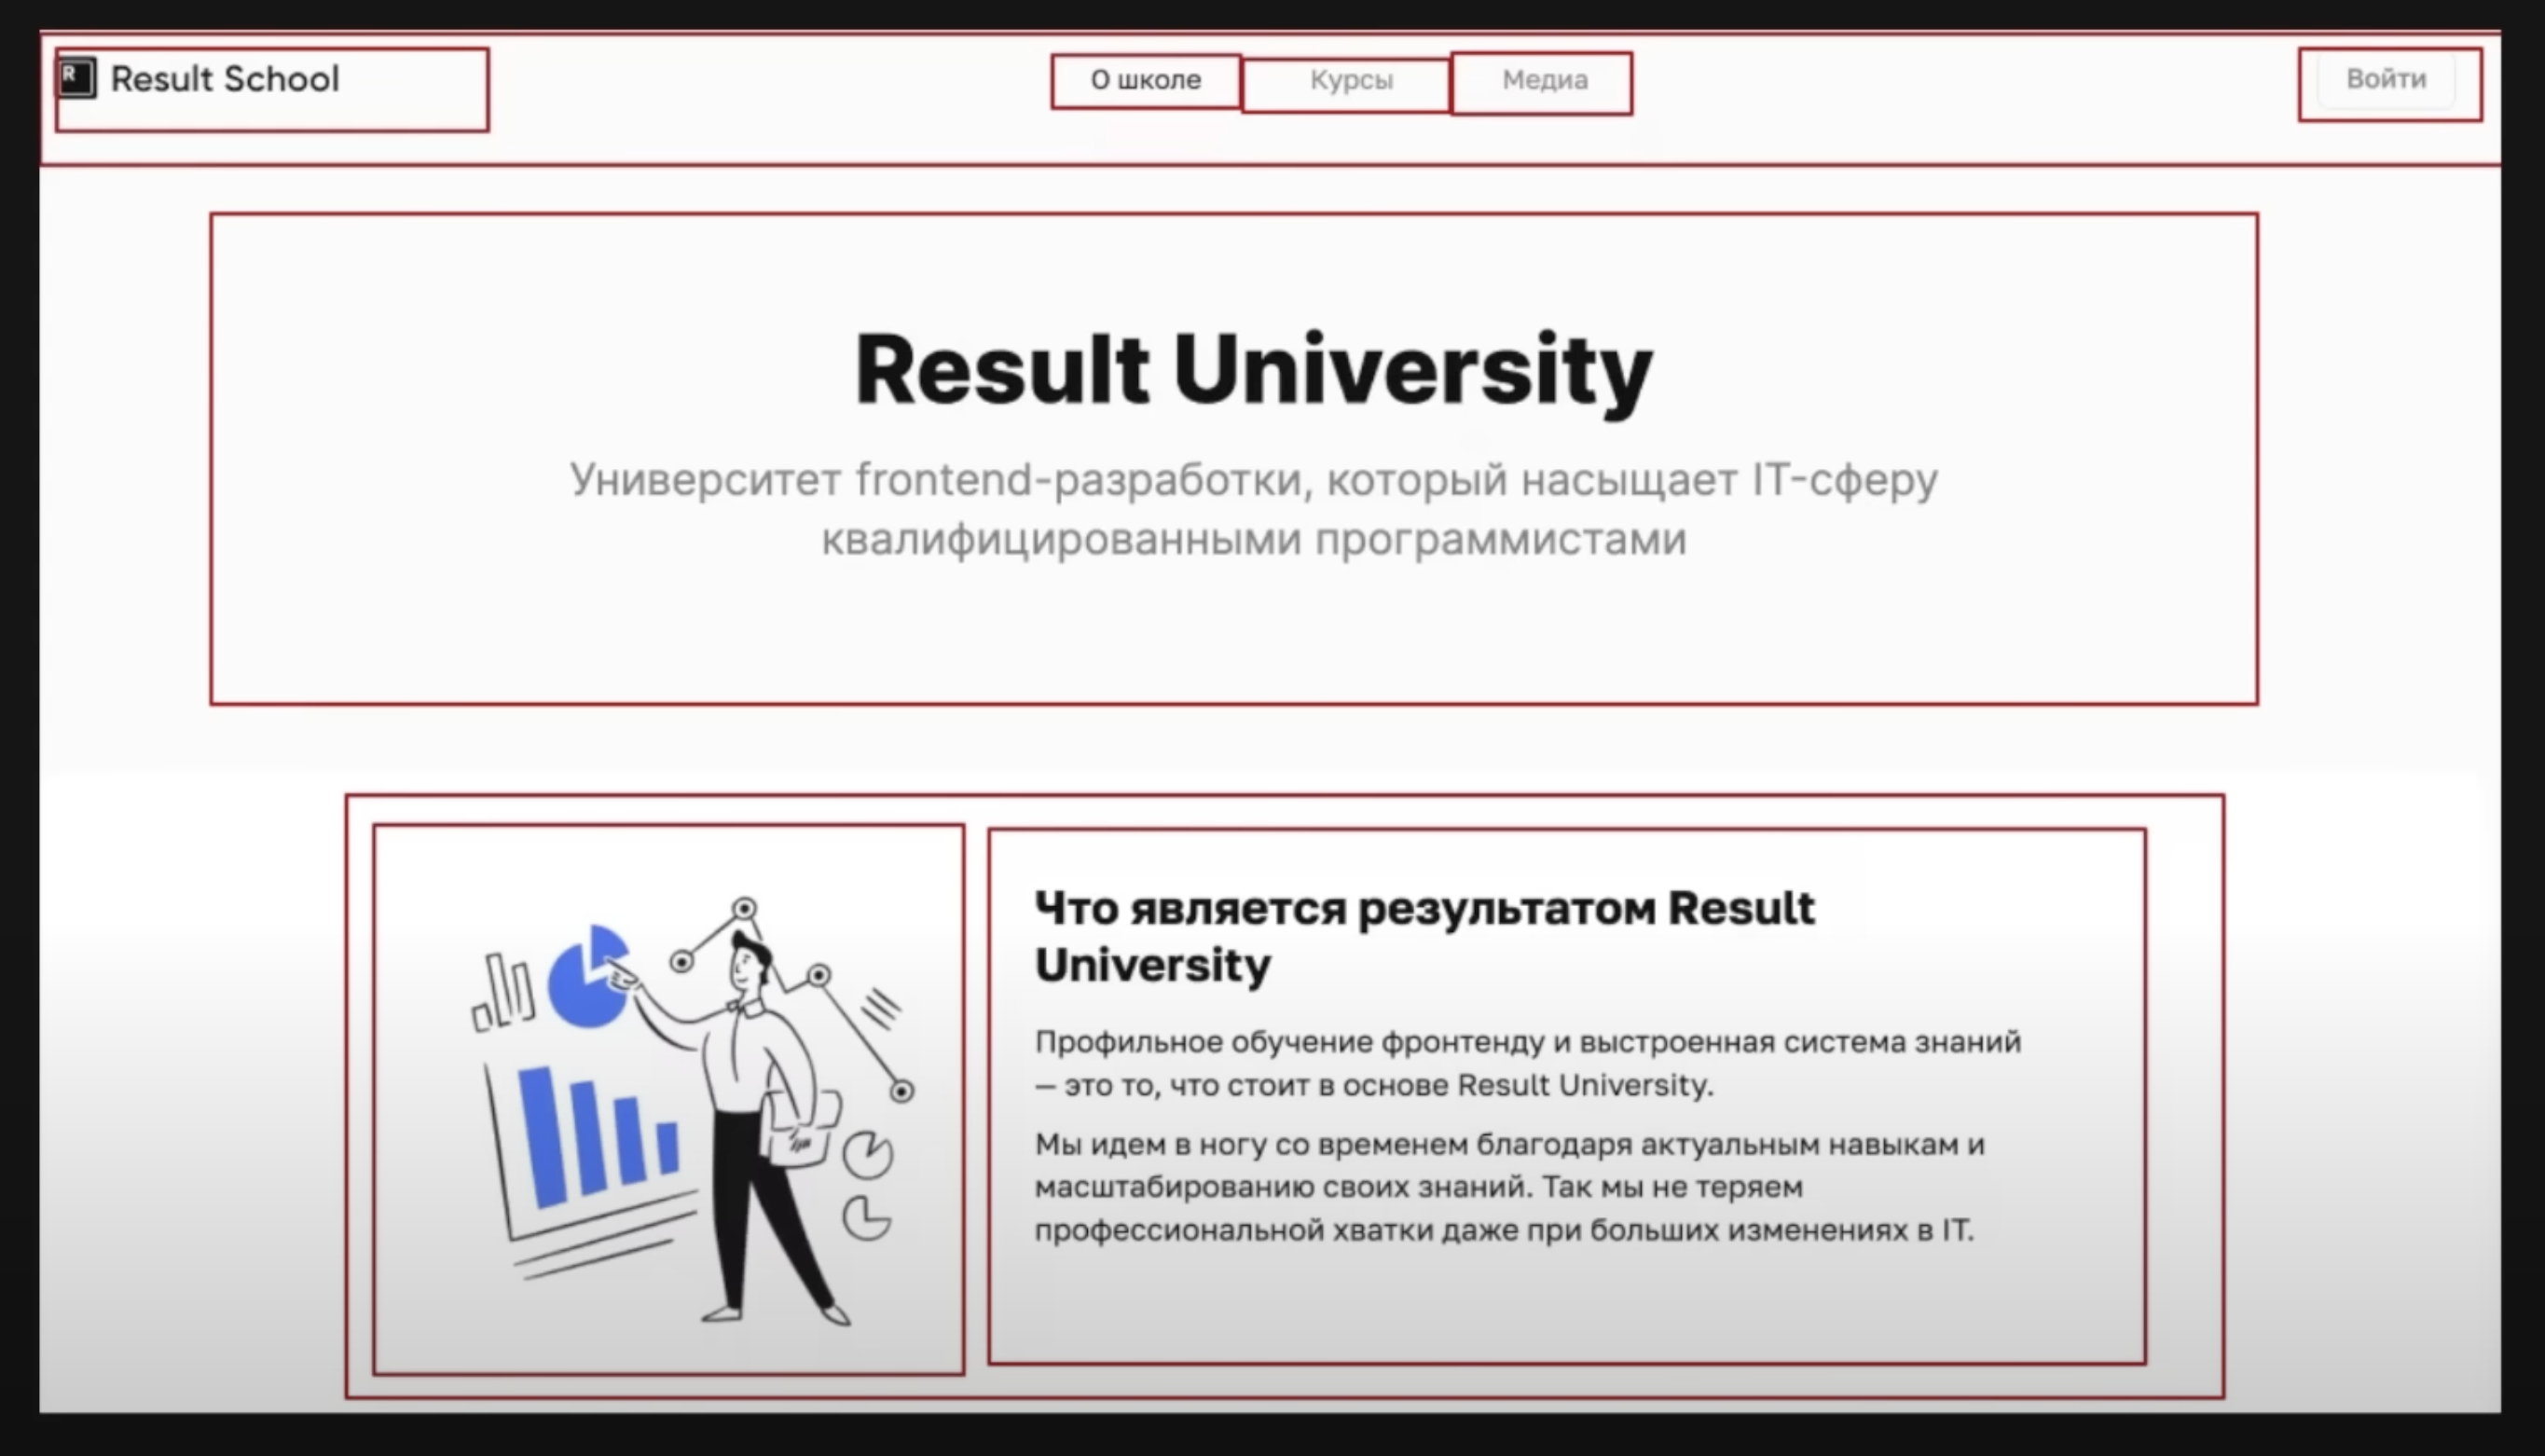 R Result School
О школе
Курсы
Медиа
Войти
Result University
Университет frontend-разработки, который насыщает IT-сферу
квалифицированными программистами
Что является результатом Result
University
Профильное обучение фронтенду и выстроенная система знаний
— это то, что стоит в основе Result University.
Мы идем в ногу со временем благодаря актуальным навыкам и
масштабированию своих знаний. Так мы не теряем
профессиональной хватки даже при больших изменениях в IT.